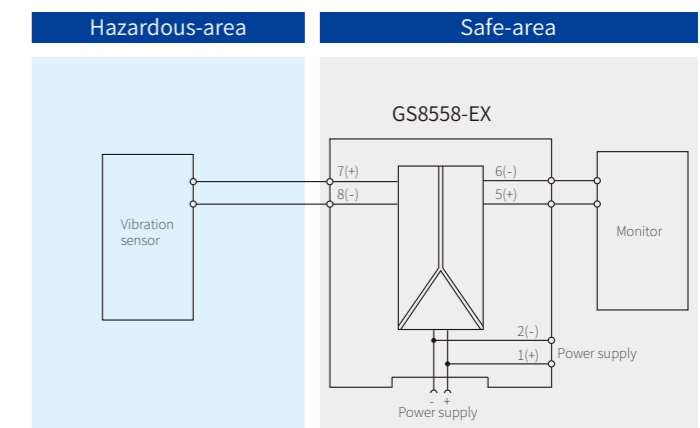 Hazardous-area
Safe-area
GS8558-EX
7(+)
6(-)
8(-)
5(+)
Vibration
sensor
Monitor
2(-)
1(+)
Power supply
- +
Power supply